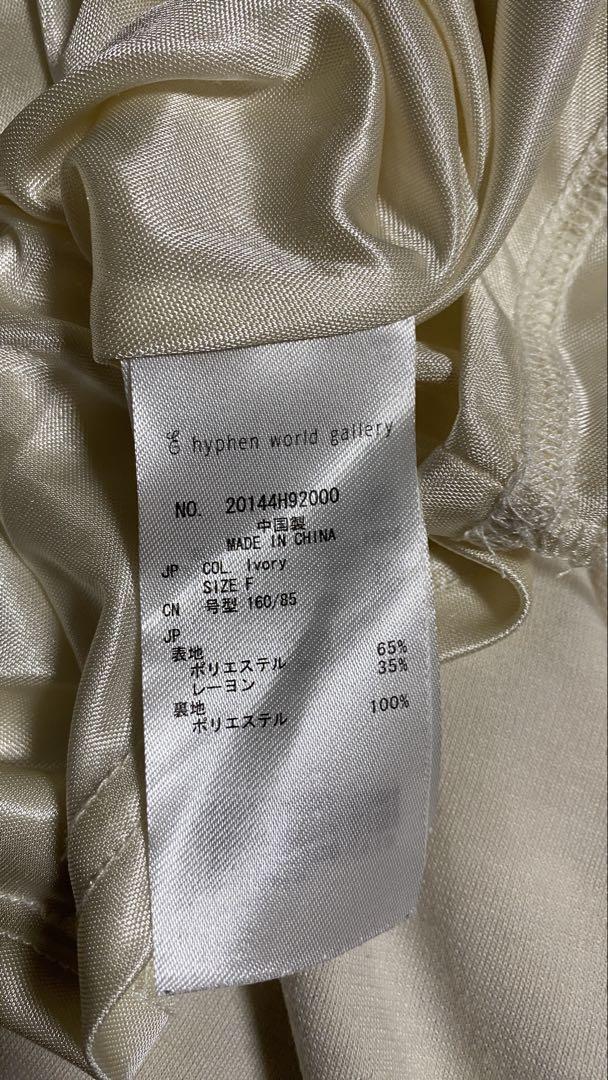 hyphen world gallery
NO. 20144H92000
中国製
MADE IN CHINA
JP COL. Ivory
SIZE F
CN 号型 160/85
JP
表地
ポリエステル 65%
レーヨン 35%
裏地
ポリエステル 100%